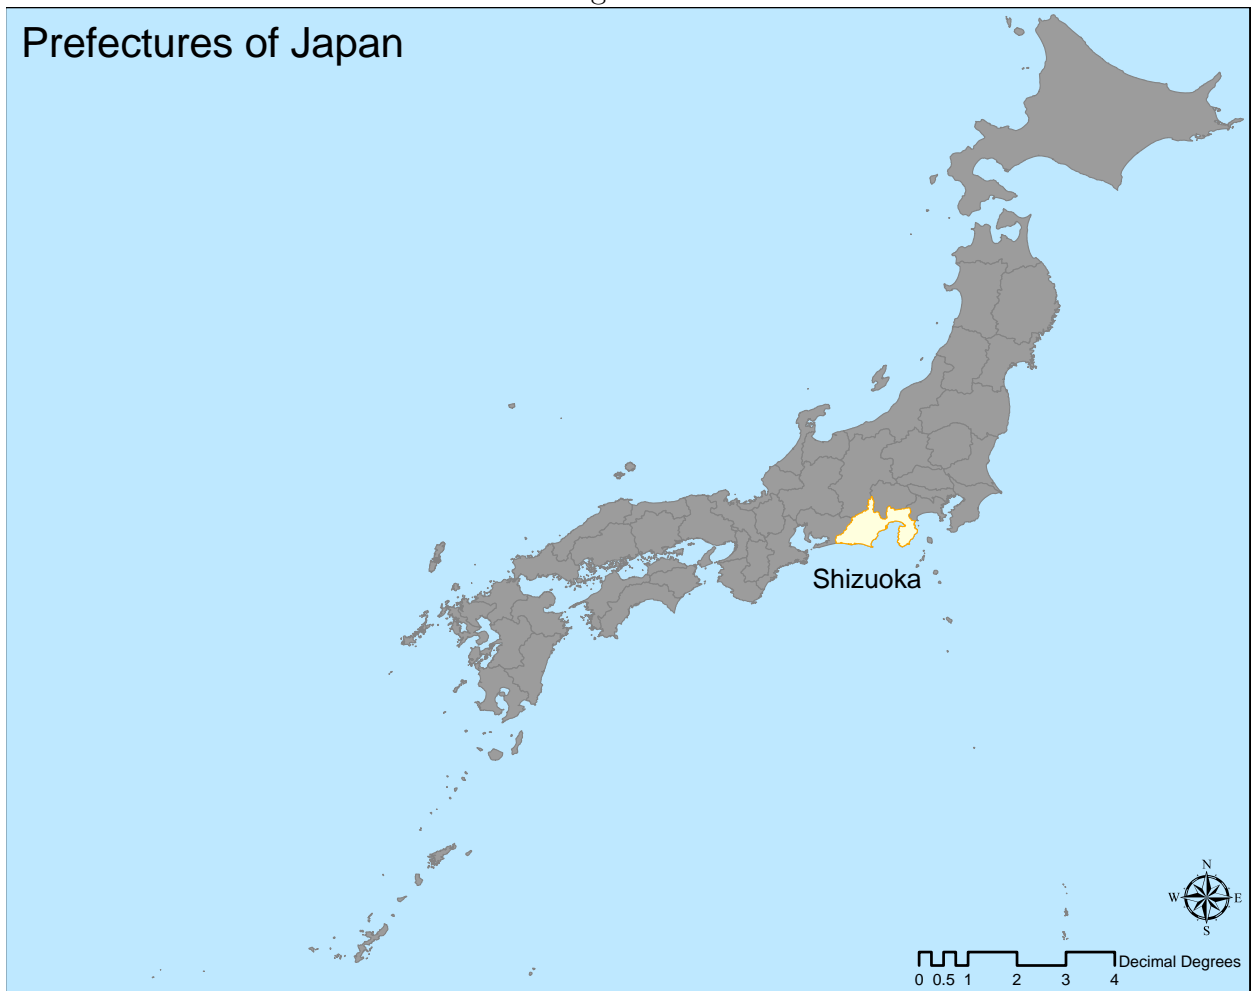 Prefectures of Japan
Shizuoka
N
W E
S
Decimal Degrees
0 0.5 1 2 3 4